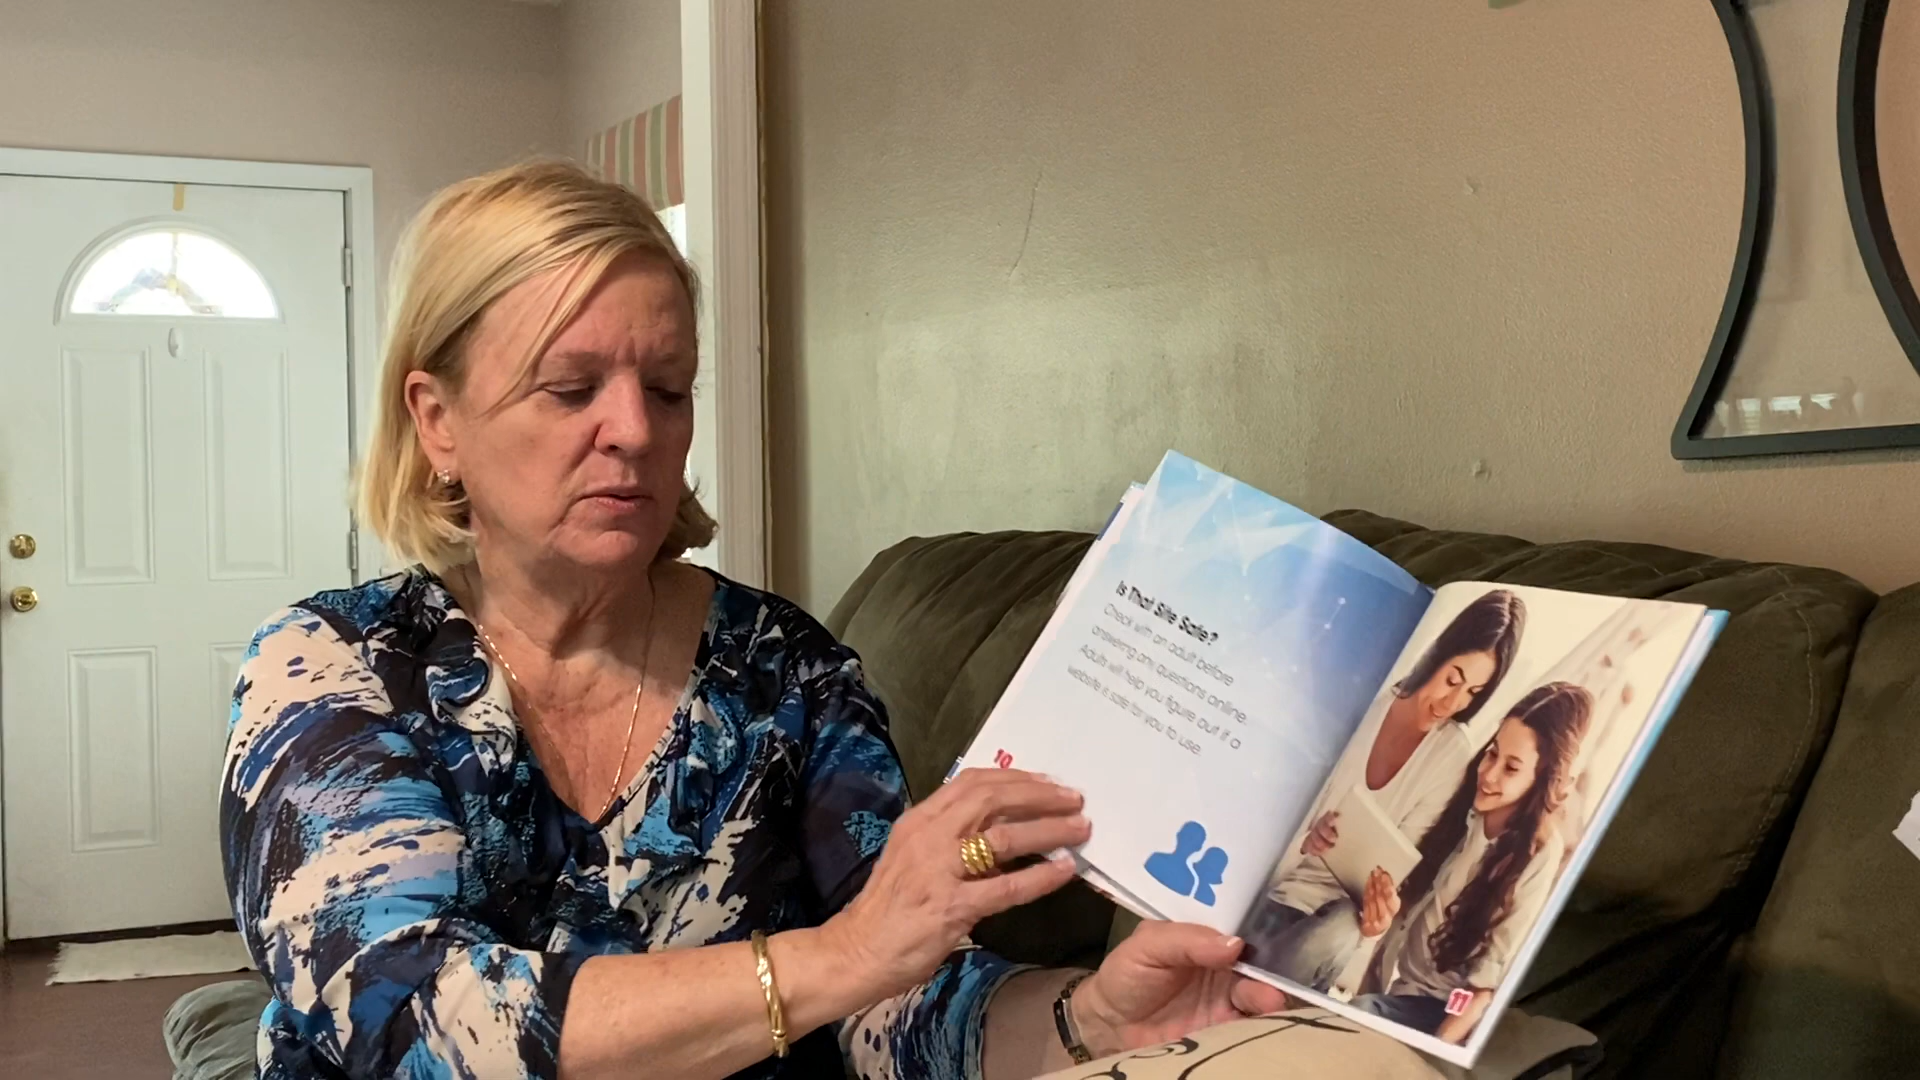 Is That Site Safe?
Check with an adult before
answering any questions online.
Adults will help you figure out if a
website is safe for you to use.
10
11